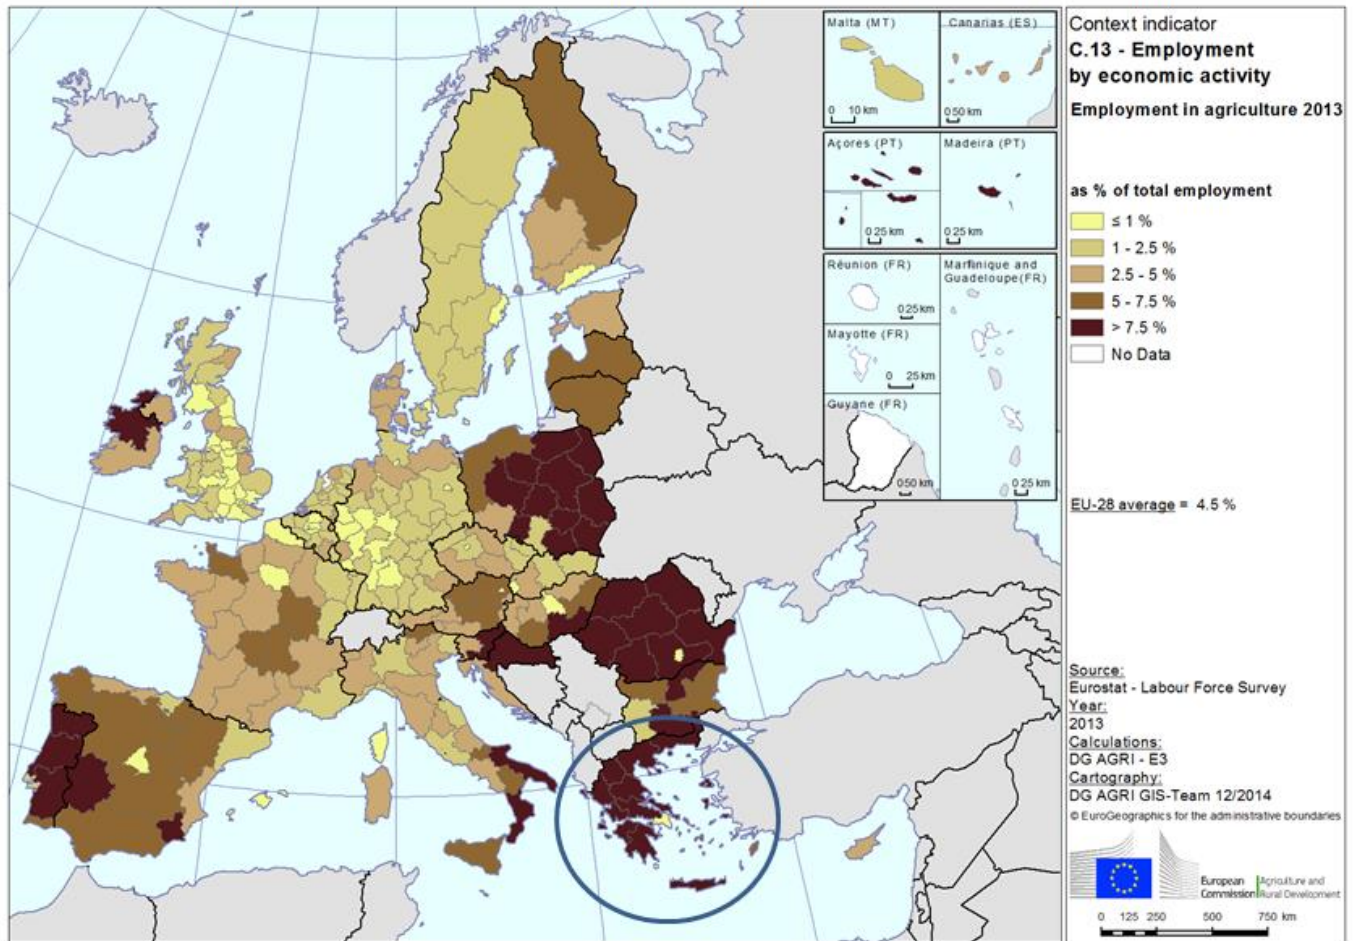 Context indicator
C.13 - Employment
by economic activity
Employment in agriculture 2013
as % of total employment
≤ 1 %
1 - 2.5 %
2.5 - 5 %
5 - 7.5 %
> 7.5 %
No Data
EU-28 average = 4.5 %
Source:
Eurostat - Labour Force Survey
Year:
2013
Calculations:
DG AGRI - E3
Cartography:
DG AGRI GIS-Team 12/2014
© EuroGeographics for the administrative boundaries
European
Commission
Agriculture and
Rural Development
0 125 250 500 750 km
Malta (MT)
0 10 km
Canarias (ES)
0 50 km
Açores (PT)
0 25 km
Madeira (PT)
0 25 km
Réunion (FR)
0 25 km
Martinique and
Guadeloupe (FR)
0 25 km
Mayotte (FR)
0 25 km
Guyane (FR)
0 50 km